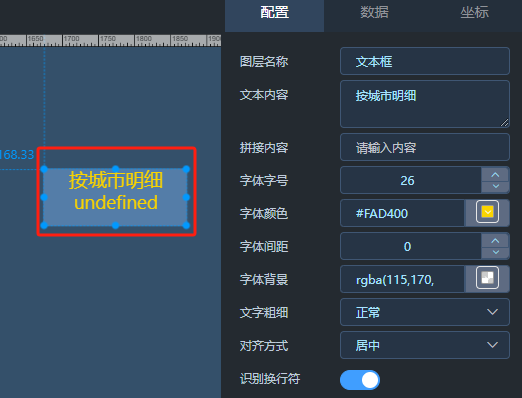 配置 数据 坐标
1650 1700 1750 1800 1850 1900
168.33
按城市明细
undefined
图层名称 文本框
文本内容 按城市明细
拼接内容 请输入内容
字体字号 26
字体颜色 #FAD400
字体间距 0
字体背景 rgba(115,170,
文字粗细 正常
对齐方式 居中
识别换行符